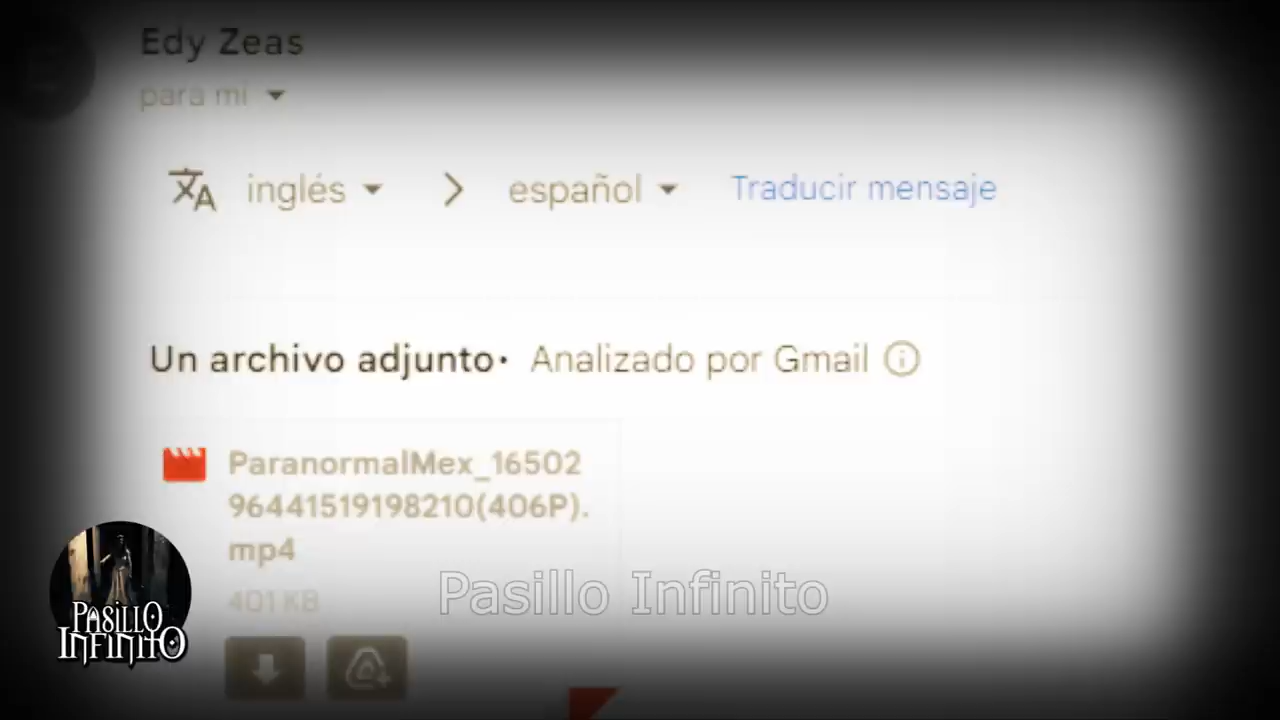 Edy Zeas
para mí
inglés > español Traducir mensaje
Un archivo adjunto• Analizado por Gmail
ParanormalMex_16502
96441519198210(406P).
mp4
401 KB
Pasillo Infinito
PASILLO
INFINITO